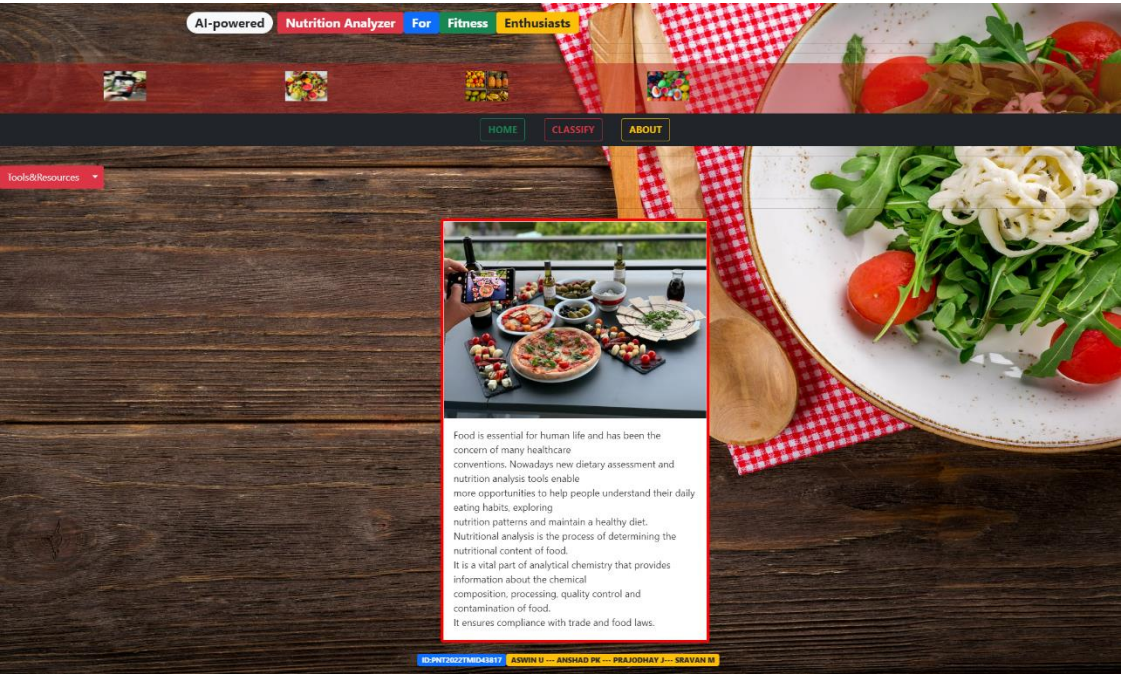 AI-powered Nutrition Analyzer For Fitness Enthusiasts
HOME CLASSIFY ABOUT
Tools&Resources
Food is essential for human life and has been the
concern of many healthcare
conventions. Nowadays new dietary assessment and
nutrition analysis tools enable
more opportunities to help people understand their daily
eating habits, exploring
nutrition patterns and maintain a healthy diet.
Nutritional analysis is the process of determining the
nutritional content of food.
It is a vital part of analytical chemistry that provides
information about the chemical
composition, processing, quality control and
contamination of food.
It ensures compliance with trade and food laws.
ID:PNT2022TMID43817 ASWIN U --- ANSHAD PK --- PRAJODHAY J--- SRAVAN M